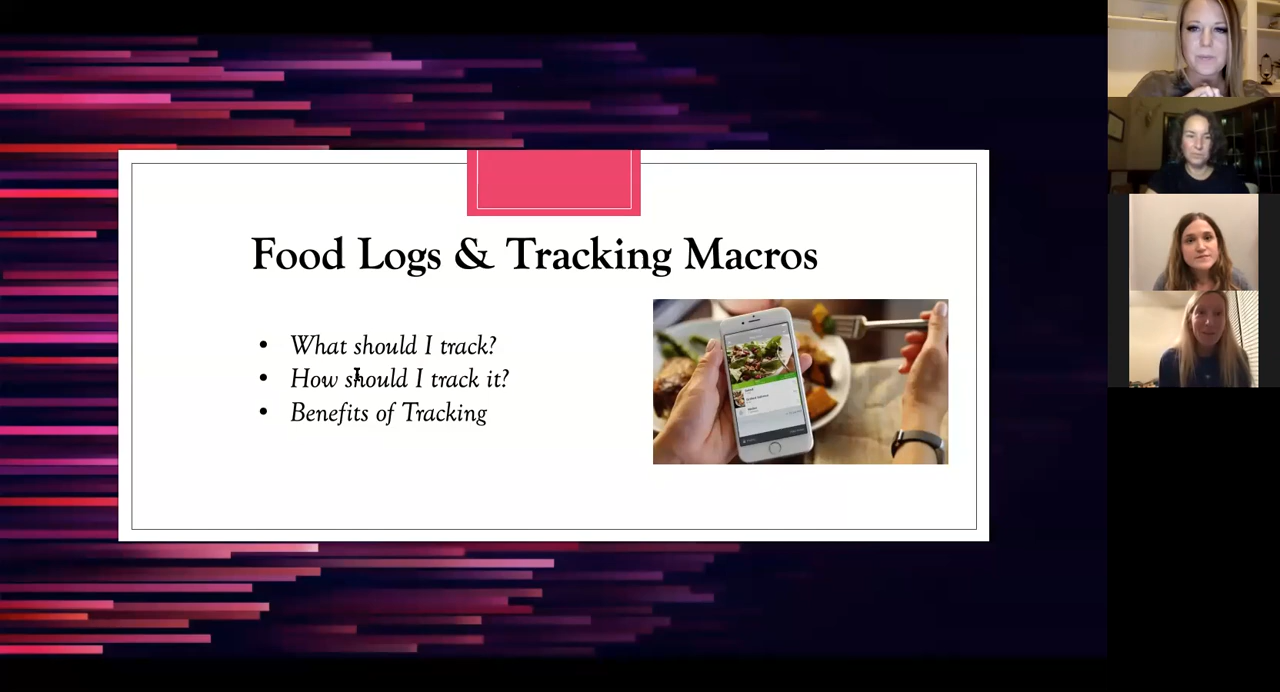 Food Logs & Tracking Macros
• What should I track?
• How should I track it?
• Benefits of Tracking